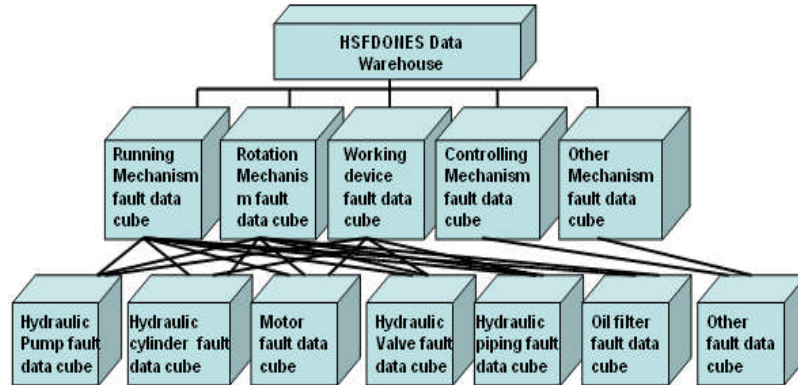 HSFDONES Data
Warehouse
Running
Mechanism
fault data
cube
Rotation
Mechanis
m fault
data cube
Working
device
fault data
cube
Controlling
Mechanism
fault data
cube
Other
Mechanism
fault data
cube
Hydraulic
Pump fault
data cube
Hydraulic
cylinder fault
data cube
Motor
fault data
cube
Hydraulic
Valve fault
data cube
Hydraulic
piping fault
data cube
Oil filter
fault data
cube
Other
fault data
cube